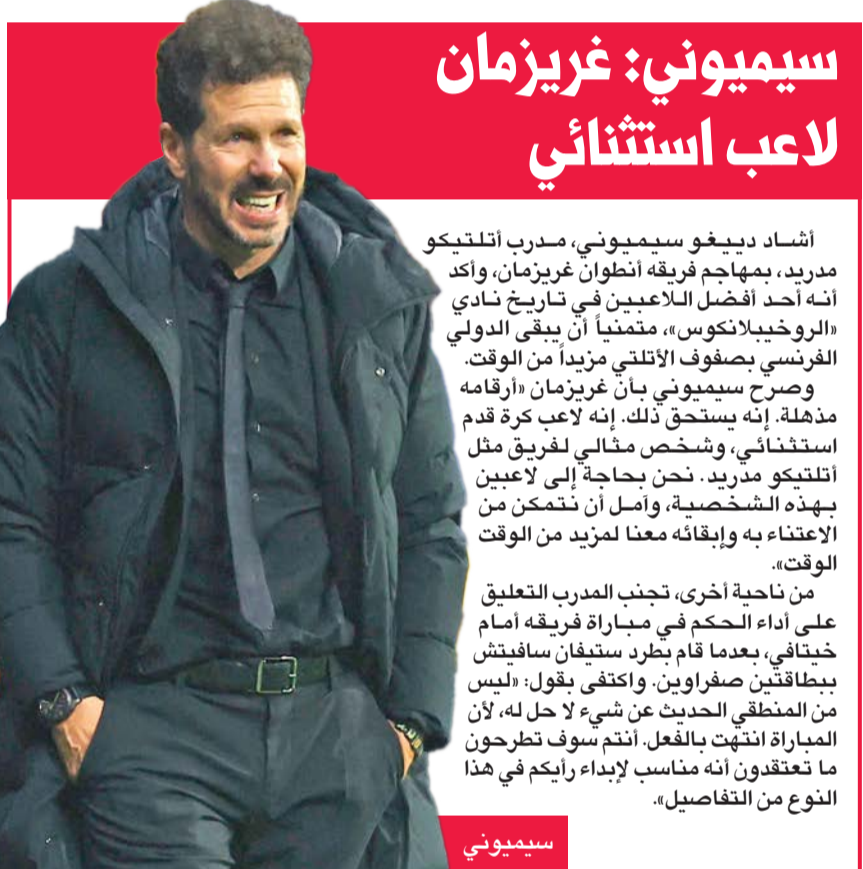 سيميوني: غريزمان
لاعب استثنائي
أشاد دييغو سيميوني، مدرب أتلتيكو
مدريد، بمهاجم فريقه أنطوان غريزمان، وأكد
أنه أحد أفضل اللاعبين في تاريخ نادي
«الروخيبلانكوس»، متمنياً أن يبقى الدولي
الفرنسي بصفوف الأتلتي مزيداً من الوقت.
وصرح سيميوني بأن غريزمان «أرقامه
مذهلة. إنه يستحق ذلك. إنه لاعب كرة قدم
استثنائي، وشخص مثالي لفريق مثل
أتلتيكو مدريد. نحن بحاجة إلى لاعبين
بهذه الشخصية، وآمل أن نتمكن من
الاعتناء به وإبقائه معنا لمزيد من الوقت
الوقت».
من ناحية أخرى، تجنب المدرب التعليق
على أداء الحكم في مباراة فريقه أمام
خيتافي، بعدما قام بطرد ستيفان سافيتش
ببطاقتين صفراوين. واكتفى بقول: «ليس
من المنطقي الحديث عن شيء لا حل له، لأن
المباراة انتهت بالفعل. أنتم سوف تطرحون
ما تعتقدون أنه مناسب لإبداء رأيكم في هذا
النوع من التفاصيل».
سيميوني